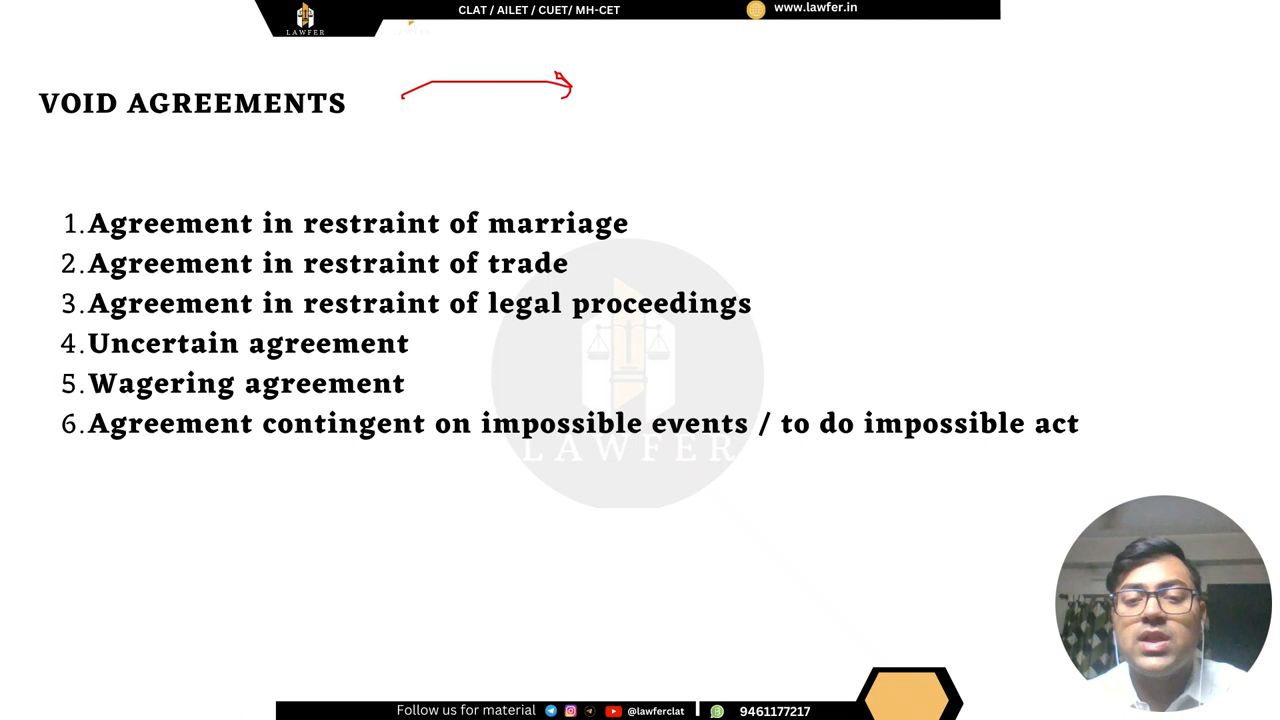 CLAT / AILET / CUET/ MH-CET
www.lawfer.in
LAWFER
VOID AGREEMENTS
1.Agreement in restraint of marriage
2.Agreement in restraint of trade
3.Agreement in restraint of legal proceedings
4.Uncertain agreement
5.Wagering agreement
6.Agreement contingent on impossible events / to do impossible act
LAWFER
Follow us for material
@lawferclat
9461177217